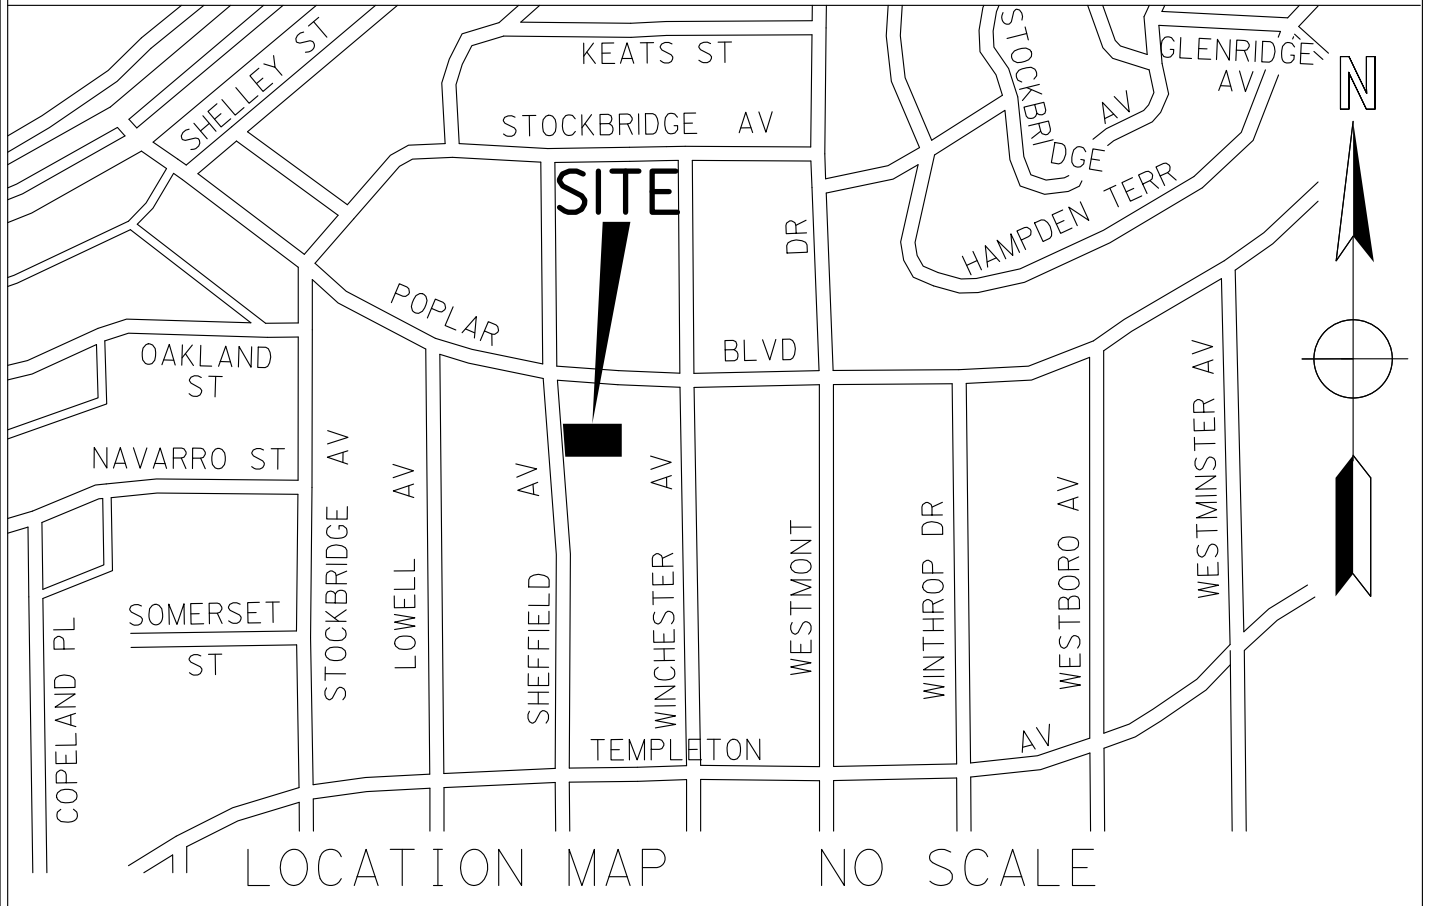 SHELLEY ST
KEATS ST
STOCKBRIDGE AV
STOCKBRIDGE AV
GLENRIDGE
AV
N
HAMPDEN TERR
SITE
POPLAR BLVD
OAKLAND
ST
NAVARRO ST
SOMERSET
ST
COPELAND PL
STOCKBRIDGE AV
LOWELL AV
SHEFFIELD AV
WINCHESTER AV
WESTMONT DR
WINTHROP DR
WESTBORO AV
WESTMINSTER AV
TEMPLETON AV
LOCATION MAP NO SCALE